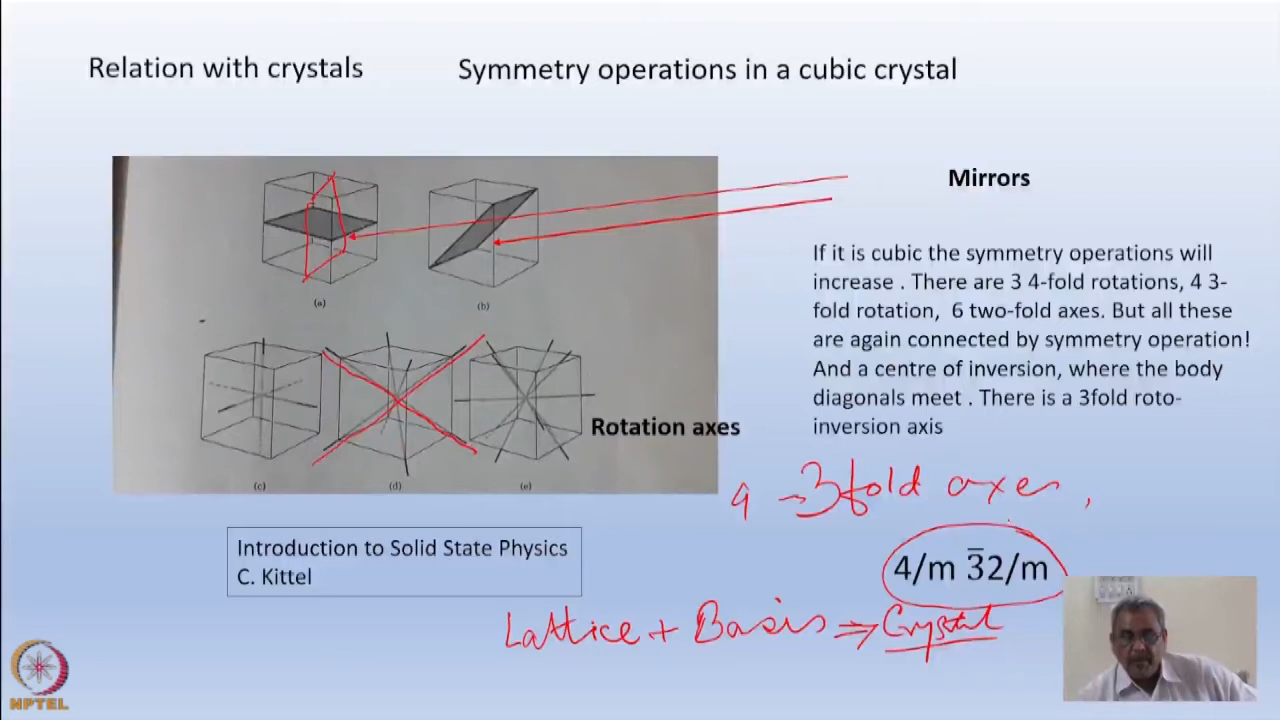 Relation with crystals
Symmetry operations in a cubic crystal
Mirrors
(a)
(b)
If it is cubic the symmetry operations will
increase . There are 3 4-fold rotations, 4 3-
fold rotation, 6 two-fold axes. But all these
are again connected by symmetry operation!
And a centre of inversion, where the body
diagonals meet . There is a 3fold roto-
inversion axis
Rotation axes
(c)
(d)
(e)
4 - 3fold axes,
Introduction to Solid State Physics
C. Kittel
4/m 3̅2/m
Lattice + Basis ⇒ Crystal
NPTEL